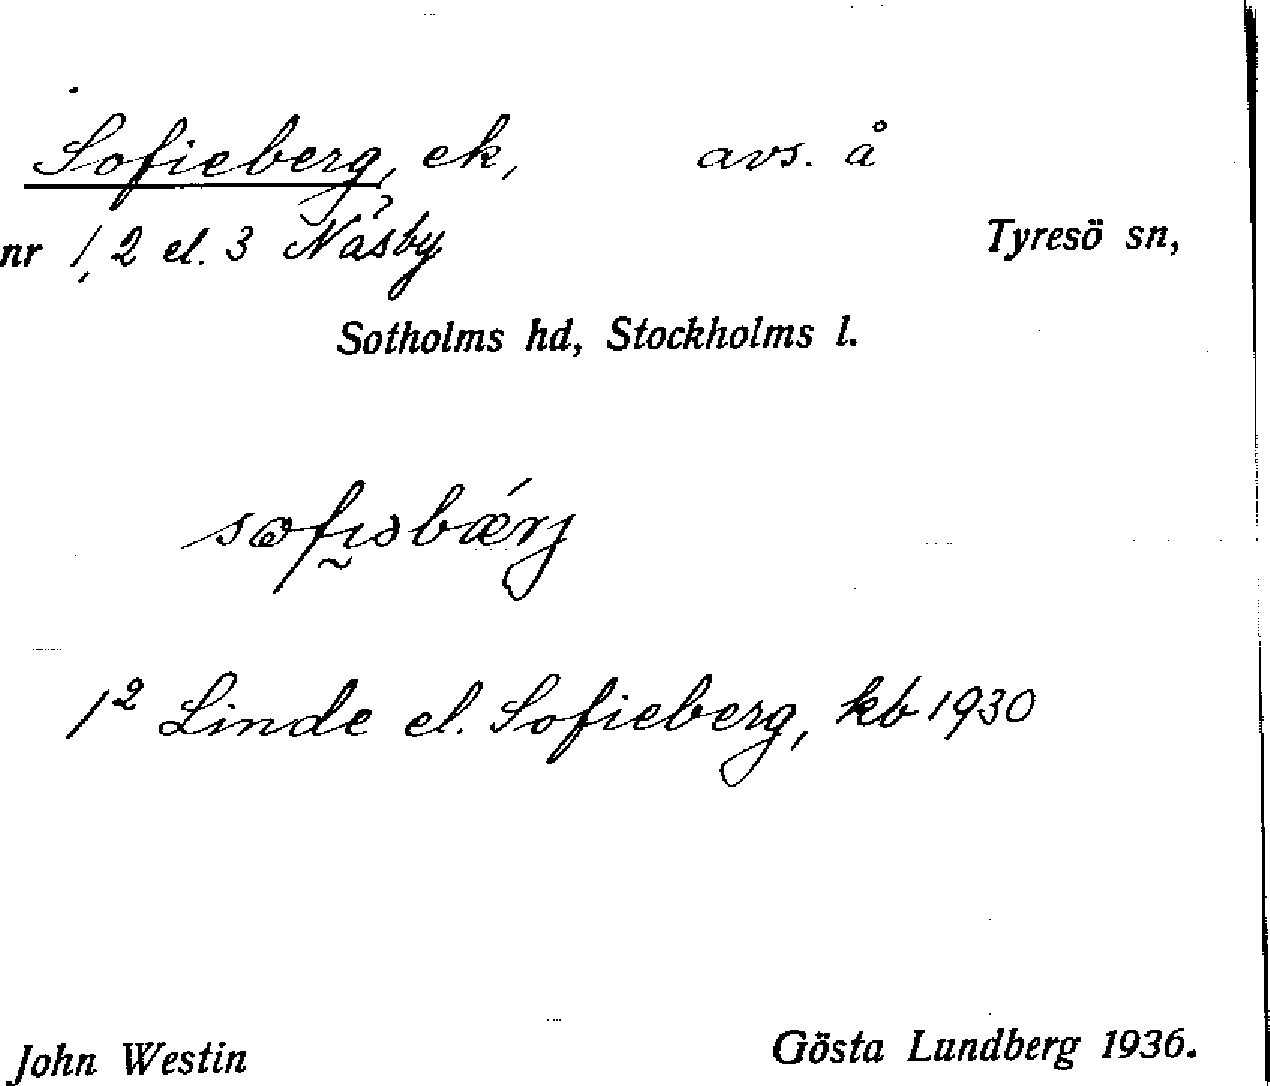 Sofieberg, ek, avs. å
nr 1, 2 el. 3 Näsby Tyresö sn,
Sotholms hd, Stockholms l.
1² Linde el. Sofieberg, kb 1930
John Westin Gösta Lundberg 1936.